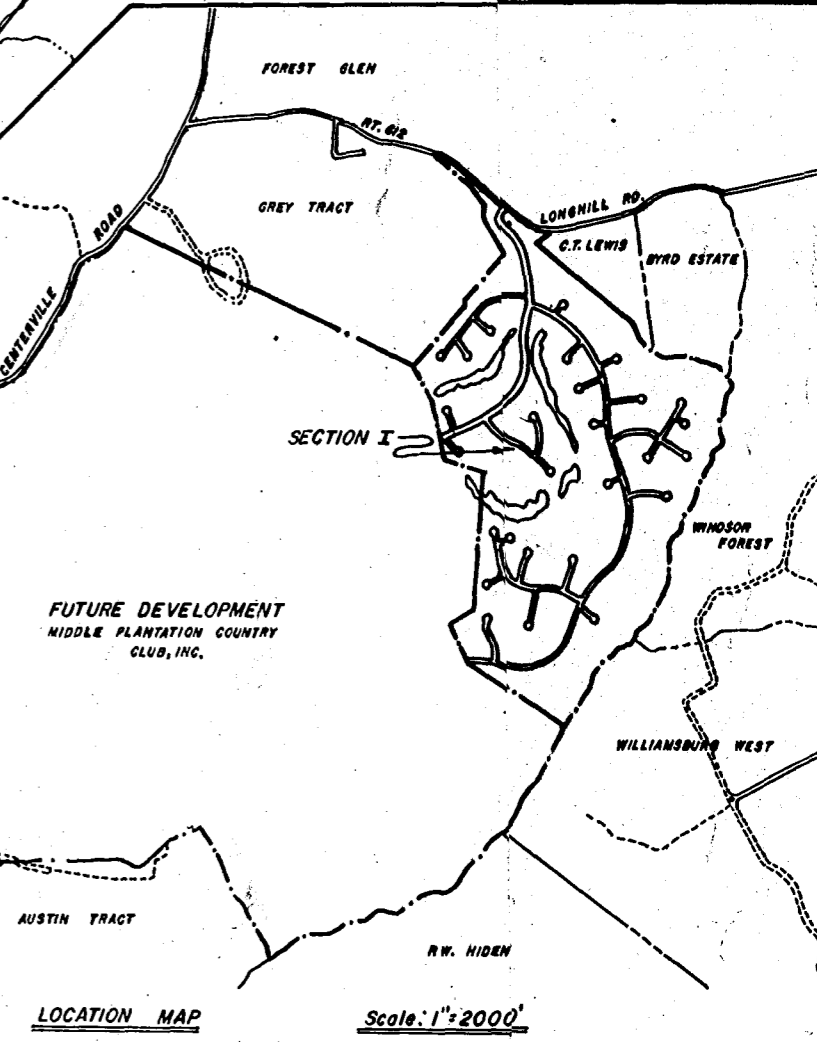 FOREST GLEN
RT. 612
GREY TRACT
LONGHILL RD.
C.T. LEWIS
BYRD ESTATE
CENTERVILLE ROAD
SECTION I
WINDSOR
FOREST
FUTURE DEVELOPMENT
MIDDLE PLANTATION COUNTRY
CLUB, INC.
WILLIAMSBURG WEST
AUSTIN TRACT
R.W. HIDEN
LOCATION MAP
Scale: 1"=2000'